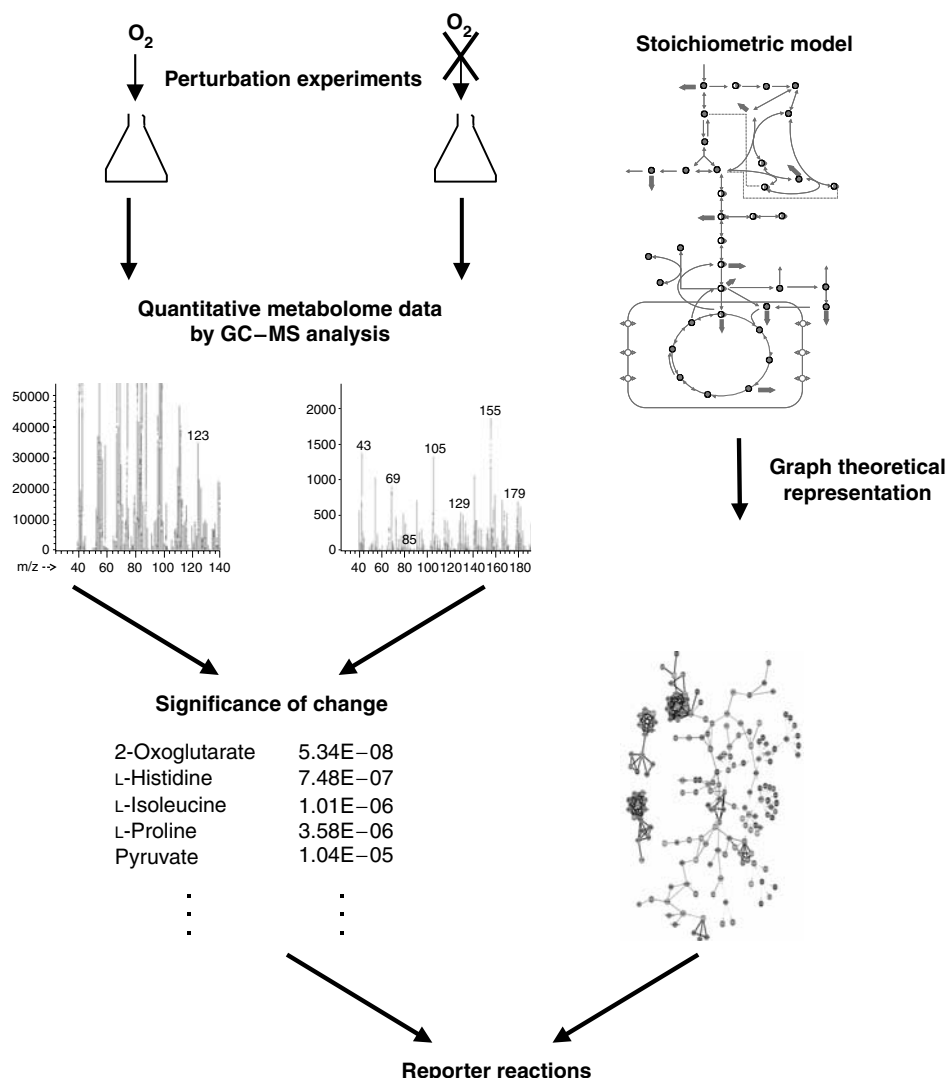 O2
O2
Perturbation experiments
Stoichiometric model
Quantitative metabolome data
by GC–MS analysis
Graph theoretical
representation
50000
40000
30000
20000
10000
0
123
m/z -->
40 60 80 100 120 140
2000
1500
1000
500
0
43
69
85
105
129
155
179
40 60 80 100 120 140 160 180
Significance of change
2-Oxoglutarate 5.34E–08
L-Histidine 7.48E–07
L-Isoleucine 1.01E–06
L-Proline 3.58E–06
Pyruvate 1.04E–05
Reporter reactions